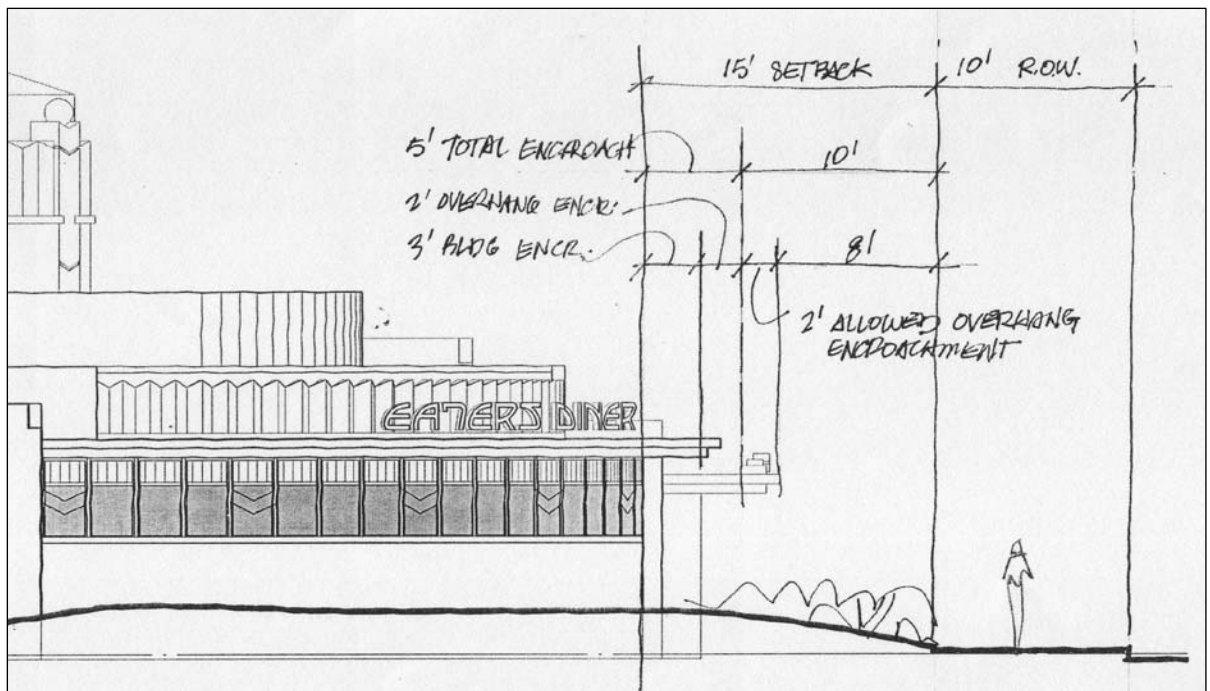 15' SETBACK
10' R.O.W.
5' TOTAL ENCROACH
10'
2' OVERHANG ENCR.
3' BLDG ENCR.
8'
2' ALLOWED OVERHANG
ENCROACHMENT
EATERS DINER